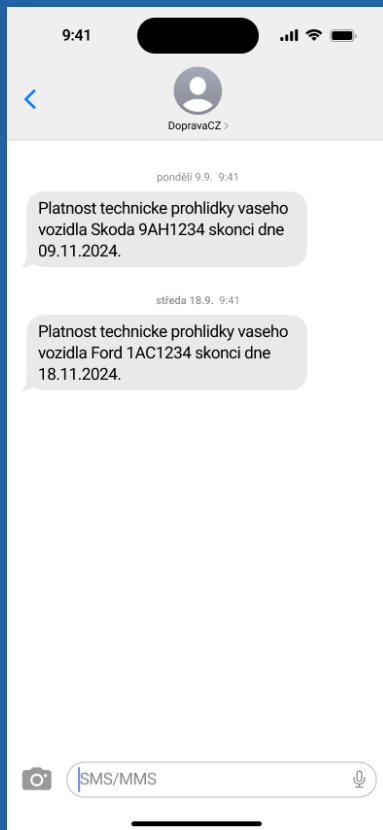 9:41
DopravaCZ >
pondělí 9.9. 9:41
Platnost technicke prohlidky vaseho
vozidla Skoda 9AH1234 skonci dne
09.11.2024.
středa 18.9. 9:41
Platnost technicke prohlidky vaseho
vozidla Ford 1AC1234 skonci dne
18.11.2024.
SMS/MMS